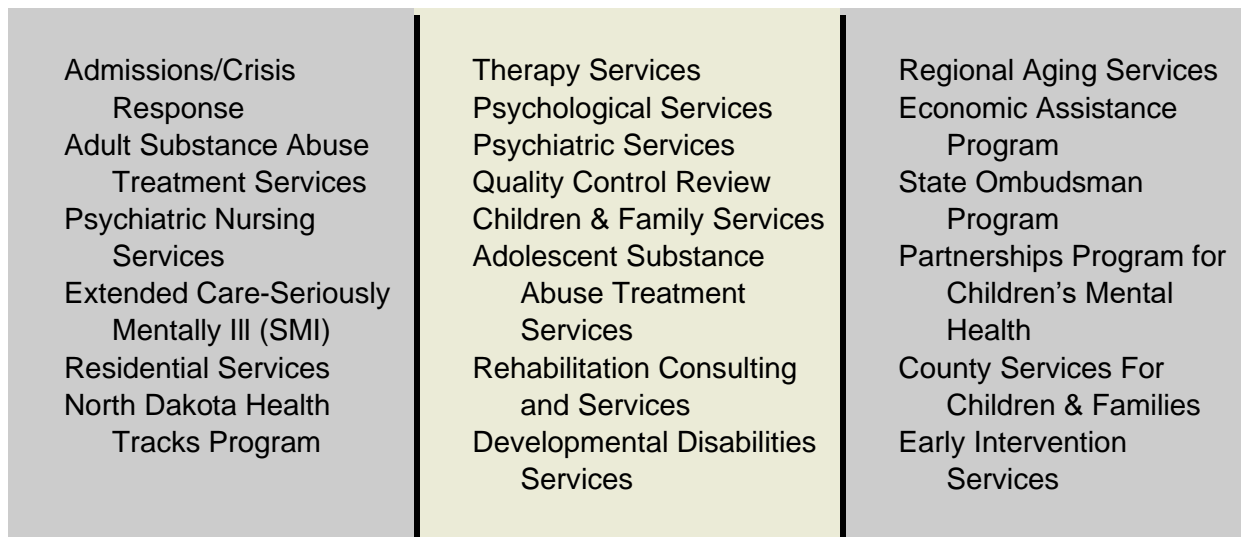 Admissions/Crisis
Response
Adult Substance Abuse
Treatment Services
Psychiatric Nursing
Services
Extended Care-Seriously
Mentally Ill (SMI)
Residential Services
North Dakota Health
Tracks Program
Therapy Services
Psychological Services
Psychiatric Services
Quality Control Review
Children & Family Services
Adolescent Substance
Abuse Treatment
Services
Rehabilitation Consulting
and Services
Developmental Disabilities
Services
Regional Aging Services
Economic Assistance
Program
State Ombudsman
Program
Partnerships Program for
Children’s Mental
Health
County Services For
Children & Families
Early Intervention
Services